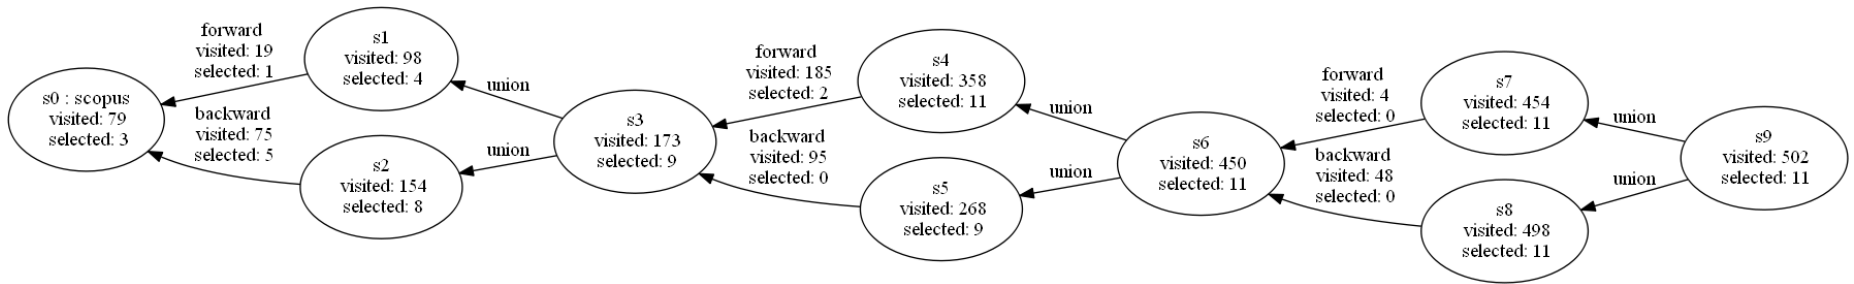 s0 : scopus
visited: 79
selected: 3
forward
visited: 19
selected: 1
backward
visited: 75
selected: 5
s1
visited: 98
selected: 4
s2
visited: 154
selected: 8
union
union
s3
visited: 173
selected: 9
forward
visited: 185
selected: 2
backward
visited: 95
selected: 0
s4
visited: 358
selected: 11
s5
visited: 268
selected: 9
union
union
s6
visited: 450
selected: 11
forward
visited: 4
selected: 0
backward
visited: 48
selected: 0
s7
visited: 454
selected: 11
s8
visited: 498
selected: 11
union
union
s9
visited: 502
selected: 11